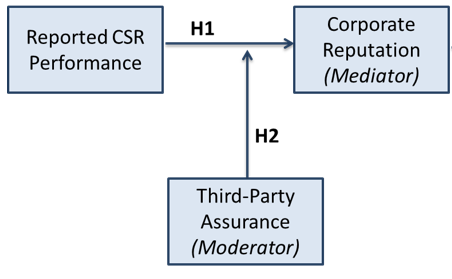 Reported CSR
Performance
H1
Corporate
Reputation
(Mediator)
H2
Third-Party
Assurance
(Moderator)